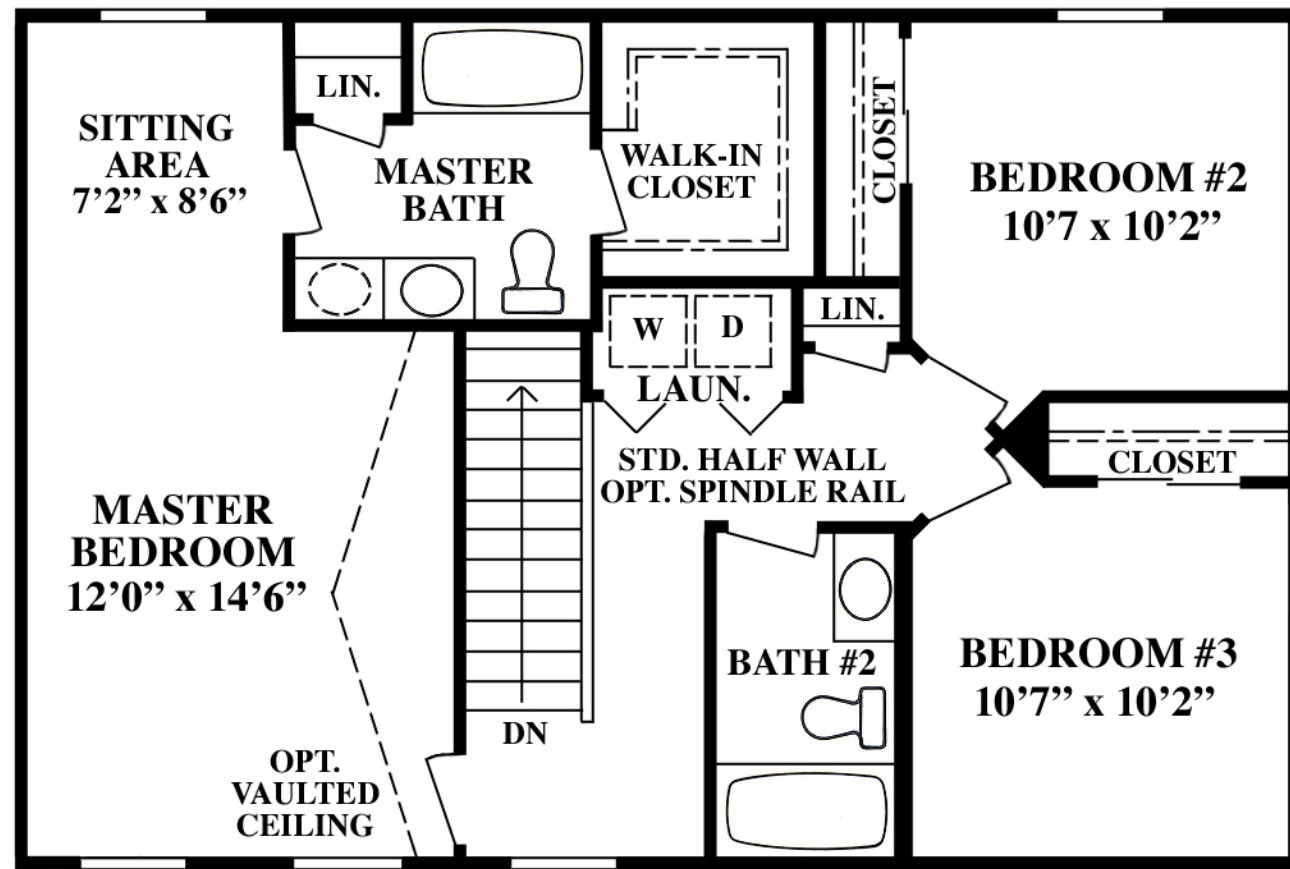 SITTING
AREA
7’2” x 8’6”
LIN.
MASTER
BATH
WALK-IN
CLOSET
CLOSET
BEDROOM #2
10’7 x 10’2”
W
D
LAUN.
LIN.
STD. HALF WALL
OPT. SPINDLE RAIL
CLOSET
MASTER
BEDROOM
12’0” x 14’6”
DN
OPT.
VAULTED
CEILING
BATH #2
BEDROOM #3
10’7” x 10’2”